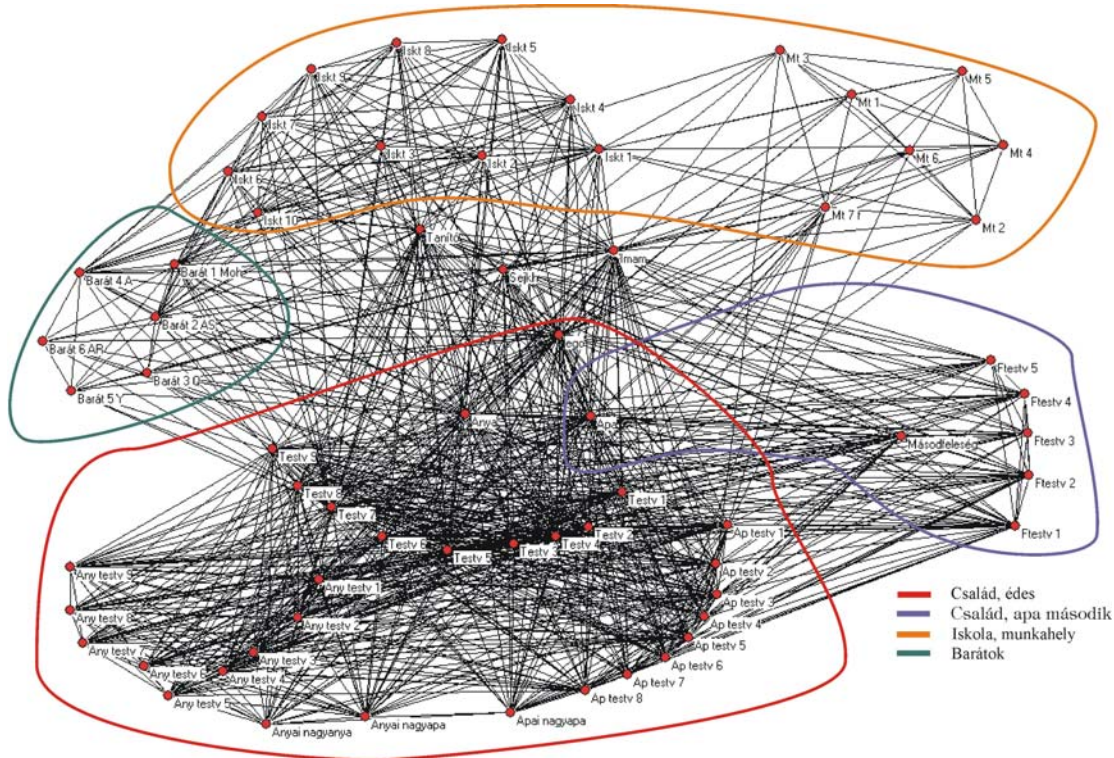 Iskt 8
Iskt 5
Mt 3
Mt 5
Iskt 9
Mt 1
Iskt 4
Iskt 7
Mt 4
Iskt 3
Iskt 2
Iskt 1
Mt 6
Iskt 6
Iskt 10
Mt 7 f
Mt 2
Tanító
Imam
Barát 4 A
Barát 1 Moh
Sejkh
Barát 2 AS
Barát 6 AR
Ego
Barát 3 O
Barát 5 Y
Ftestv 5
Ftestv 4
Anya
Apa
Ftestv 3
Másodfeleség
Testv 9
Ftestv 2
Testv 8
Testv 1
Testv 7
Ftestv 1
Testv 2
Ap testv 1
Testv 6
Testv 5
Testv 3
Testv 4
Any testv 9
Any testv 1
Ap testv 2
Ap testv 3
Család, édes
Any testv 8
Any testv 2
Ap testv 4
Család, apa második
Any testv 7
Any testv 3
Ap testv 5
Iskola, munkahely
Any testv 6
Any testv 4
Ap testv 6
Barátok
Any testv 5
Ap testv 7
Ap testv 8
Anyai nagyanya
Anyai nagyapa
Apai nagyapa